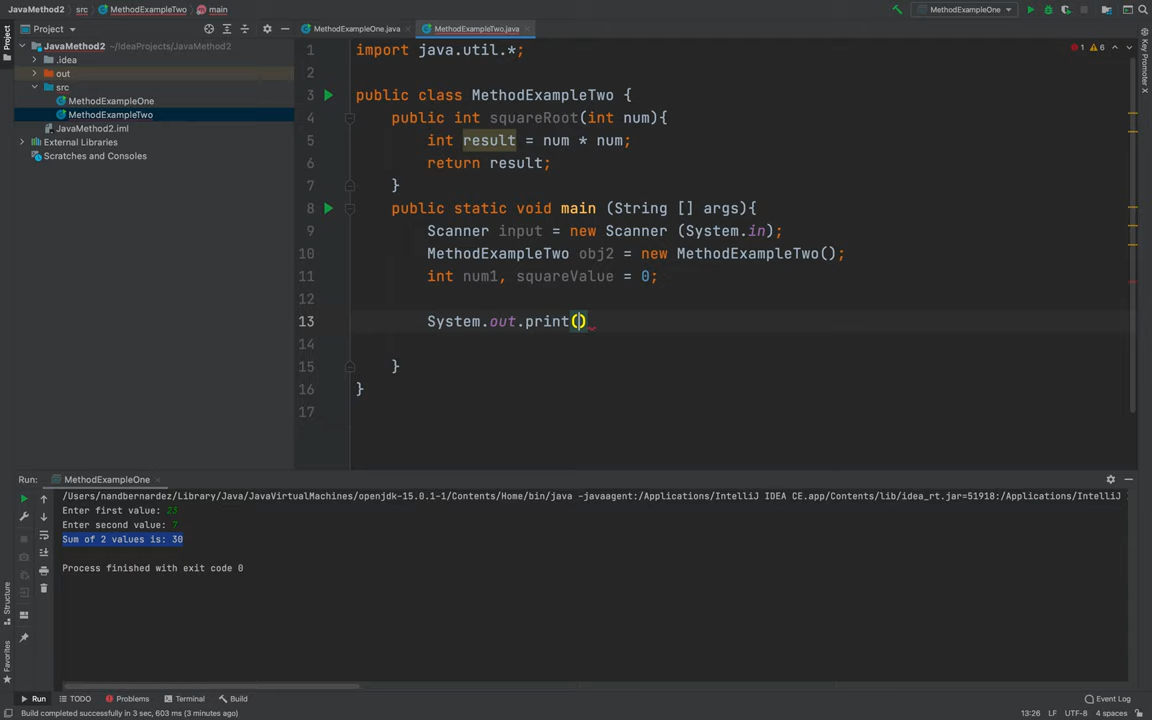 JavaMethod2 src MethodExampleTwo main MethodExampleOne
Project MethodExampleOne.java MethodExampleTwo.java
JavaMethod2 ~/IdeaProjects/JavaMethod2
.idea
out
src
MethodExampleOne
MethodExampleTwo
JavaMethod2.iml
External Libraries
Scratches and Consoles
1 import java.util.*;
2
3 public class MethodExampleTwo {
4 public int squareRoot(int num){
5 int result = num * num;
6 return result;
7 }
8 public static void main (String [] args){
9 Scanner input = new Scanner (System.in);
10 MethodExampleTwo obj2 = new MethodExampleTwo();
11 int num1, squareValue = 0;
12
13 System.out.print()
14
15 }
16 }
17
1 6
Project
Structure
Favorites
Key Promoter X
Run: MethodExampleOne
/Users/nandbernardez/Library/Java/JavaVirtualMachines/openjdk-15.0.1-1/Contents/Home/bin/java -javaagent:/Applications/IntelliJ IDEA CE.app/Contents/lib/idea_rt.jar=51918:/Applications/IntelliJ
Enter first value: 23
Enter second value: 7
Sum of 2 values is: 30
Process finished with exit code 0
Run TODO Problems Terminal Build Event Log
Build completed successfully in 3 sec, 603 ms (3 minutes ago) 13:26 LF UTF-8 4 spaces